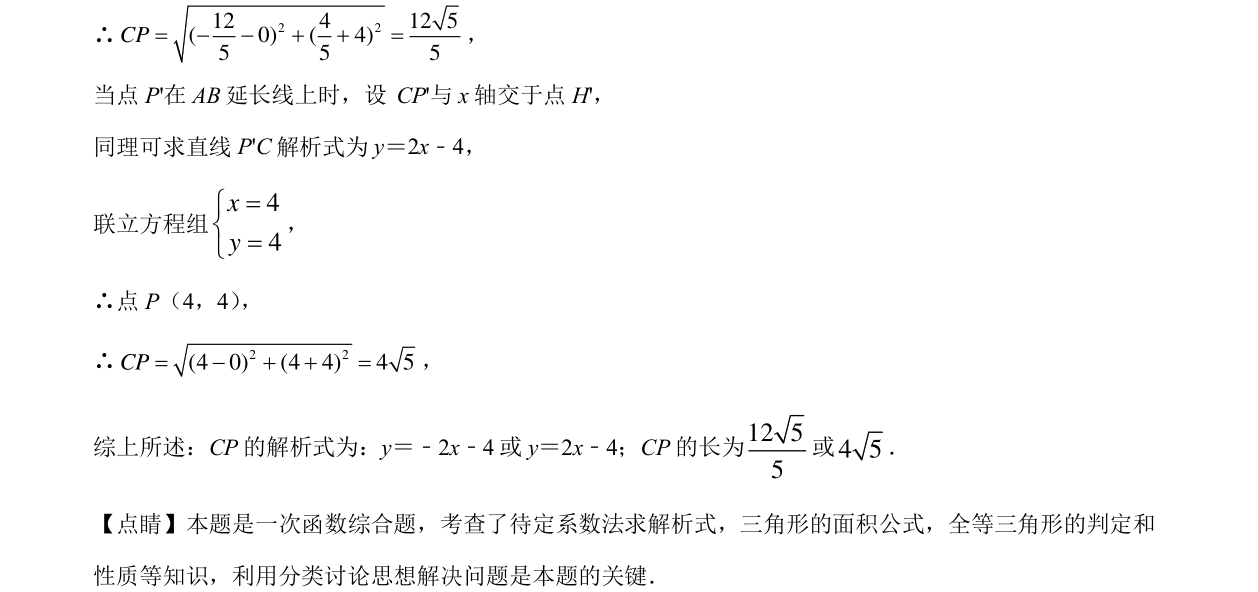 ∴ CP = √((−12/5−0)²+(4/5+4)²) = 12√5/5，
当点 P'在 AB 延长线上时，设 CP'与 x 轴交于点 H'，
同理可求直线 P'C 解析式为 y＝2x﹣4，
联立方程组{x = 4, y = 4，
∴点 P（4，4），
∴ CP = √((4−0)²+(4+4)²) = 4√5，
综上所述：CP 的解析式为：y＝﹣2x﹣4 或 y＝2x﹣4；CP 的长为12√5/5 或4√5．
【点睛】本题是一次函数综合题，考查了待定系数法求解析式，三角形的面积公式，全等三角形的判定和
性质等知识，利用分类讨论思想解决问题是本题的关键．